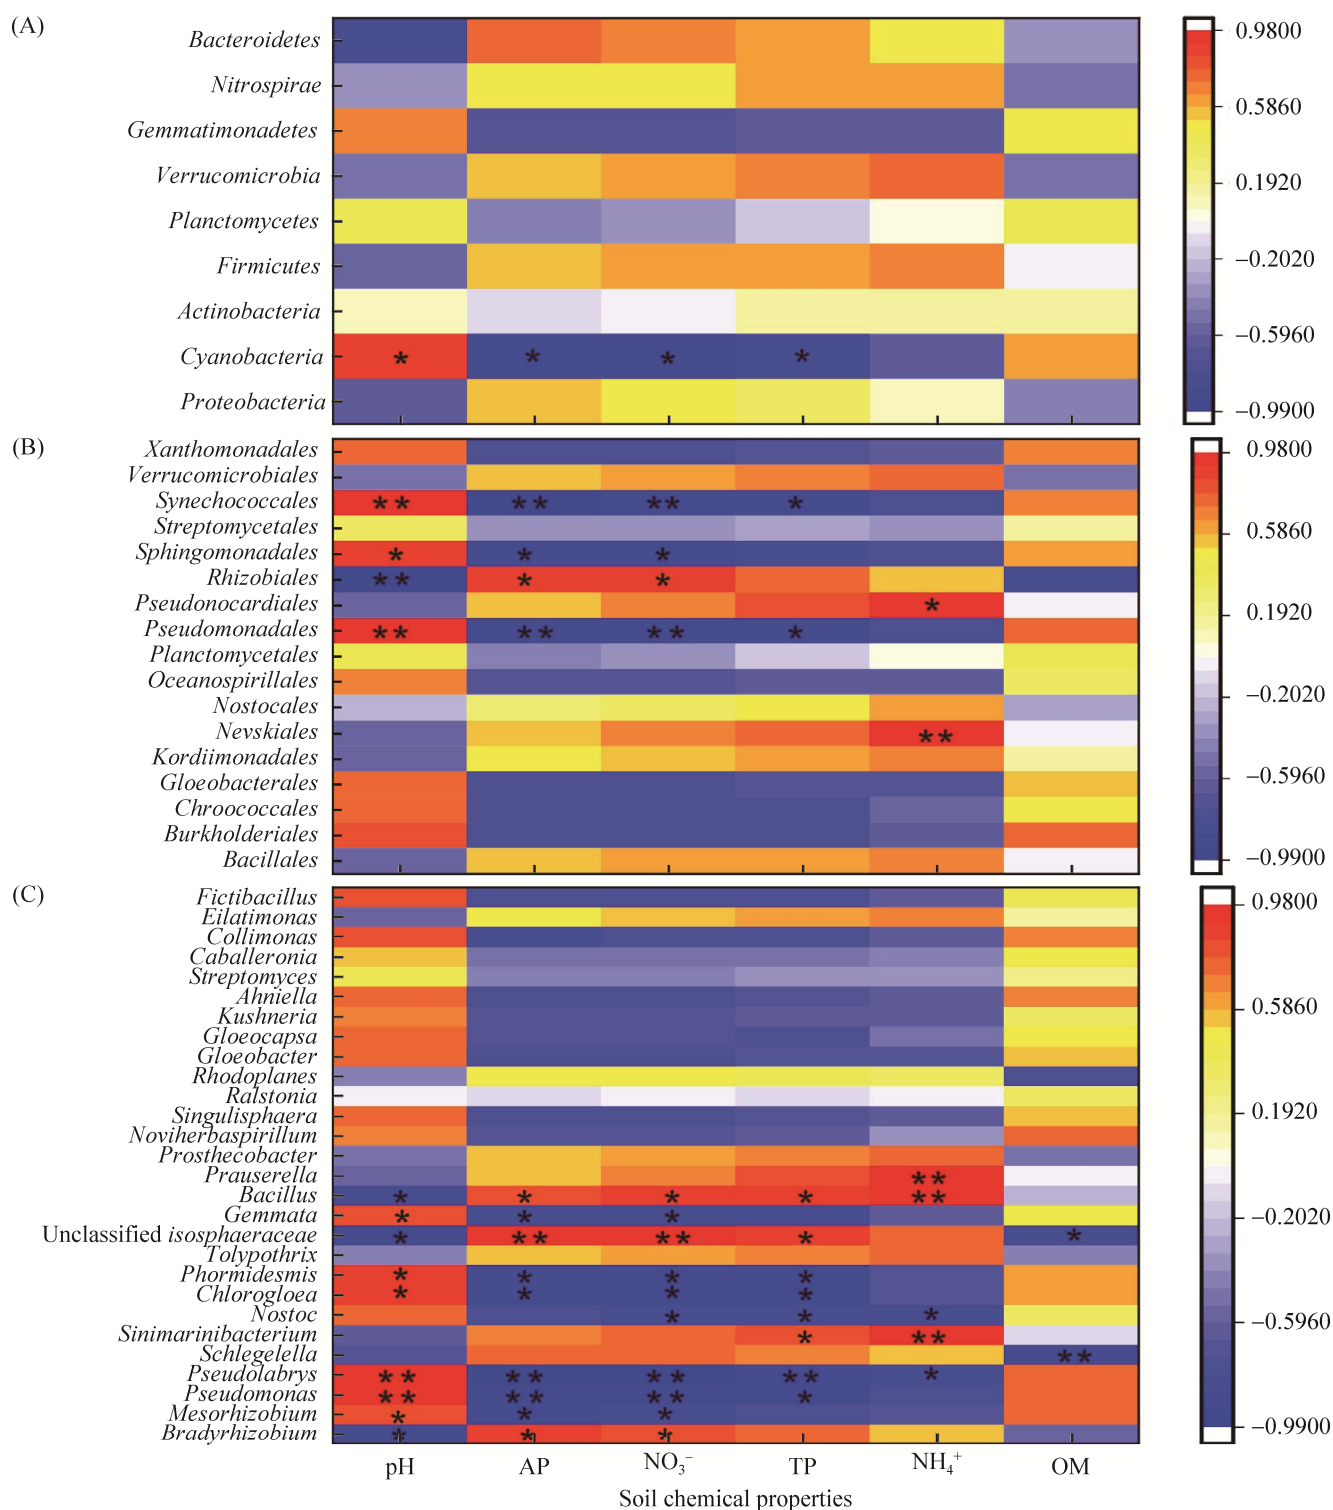 (A)
Bacteroidetes
Nitrospirae
Gemmatimonadetes
Verrucomicrobia
Planctomycetes
Firmicutes
Actinobacteria
Cyanobacteria * * * *
Proteobacteria
0.9800
0.5860
0.1920
−0.2020
−0.5960
−0.9900
(B)
Xanthomonadales
Verrucomicrobiales
Synechococcales ** ** ** *
Streptomycetales
Sphingomonadales * * *
Rhizobiales ** * *
Pseudonocardiales *
Pseudomonadales ** ** ** *
Planctomycetales
Oceanospirillales
Nostocales
Nevskiales **
Kordiimonadales
Gloeobacterales
Chroococcales
Burkholderiales
Bacillales
0.9800
0.5860
0.1920
−0.2020
−0.5960
−0.9900
(C)
Fictibacillus
Eilatimonas
Collimonas
Caballeronia
Streptomyces
Ahniella
Kushneria
Gloeocapsa
Gloeobacter
Rhodoplanes
Ralstonia
Singulisphaera
Noviherbaspirillum
Prosthecobacter
Prauserella **
Bacillus * * * * **
Gemmata * * *
Unclassified isosphaeraceae * ** ** * *
Tolypothrix
Phormidesmis * * * *
Chlorogloea * * * *
Nostoc * * *
Sinimarinibacterium * **
Schlegelella **
Pseudolabrys ** ** ** ** *
Pseudomonas ** ** ** *
Mesorhizobium * * *
Bradyrhizobium * * *
0.9800
0.5860
0.1920
−0.2020
−0.5960
−0.9900
pH AP NO₃⁻ TP NH₄⁺ OM
Soil chemical properties